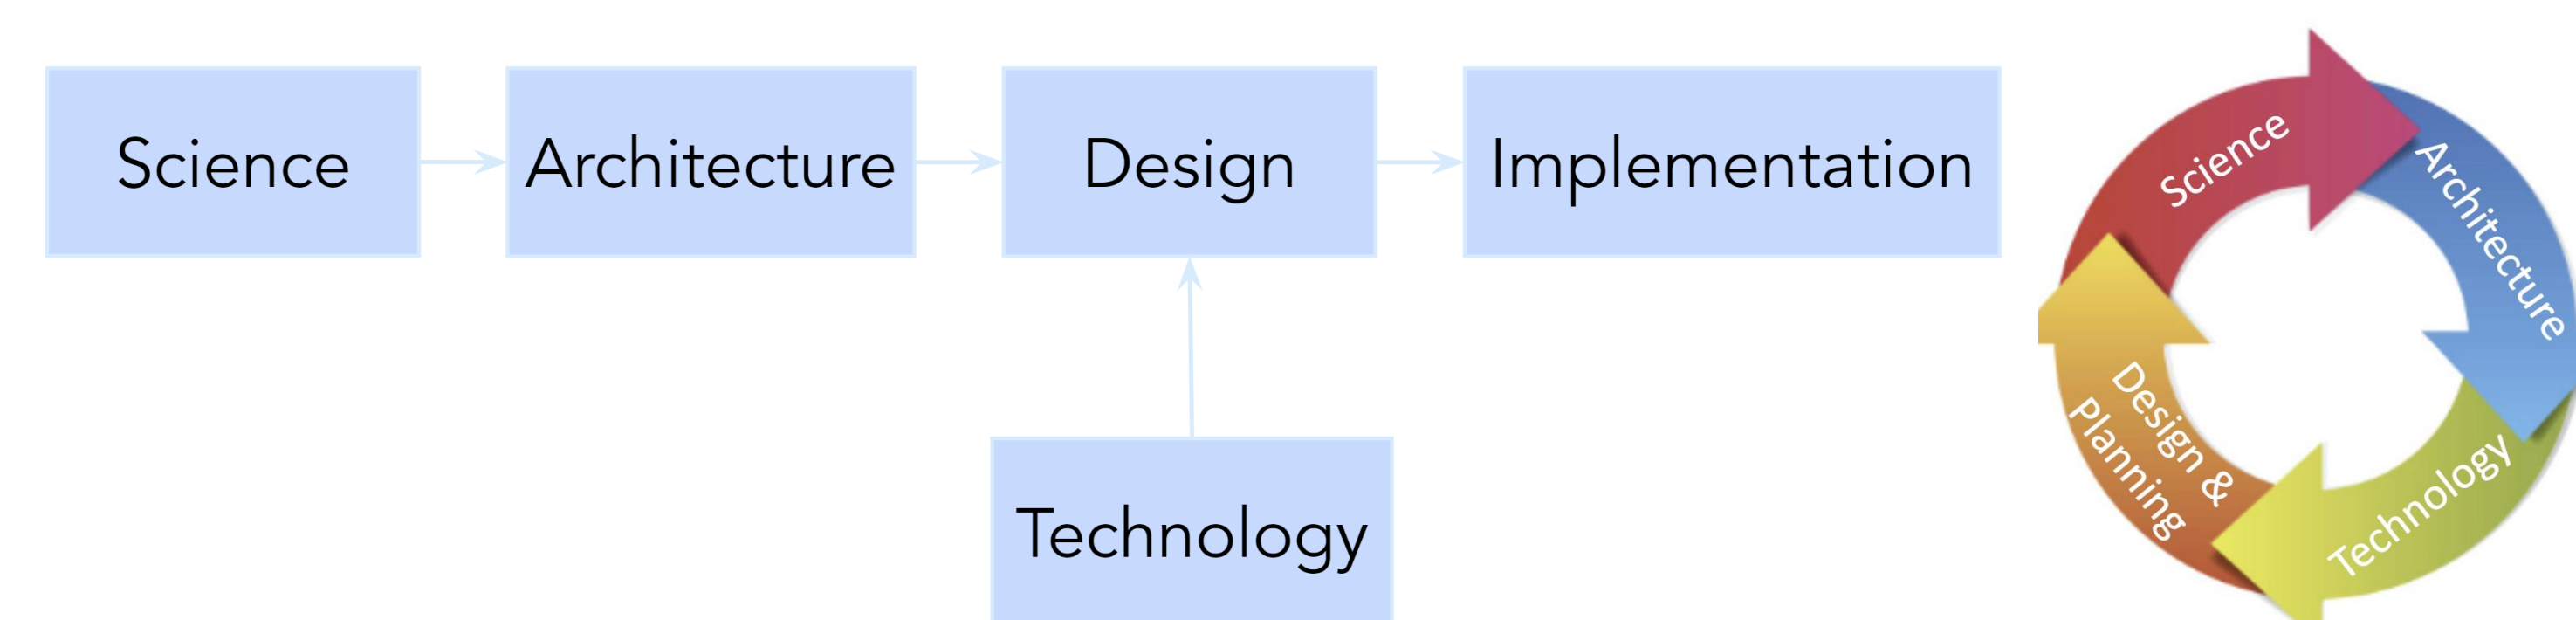 Science
Architecture
Design
Implementation
Technology
Science
Architecture
Technology
Design &
Planning